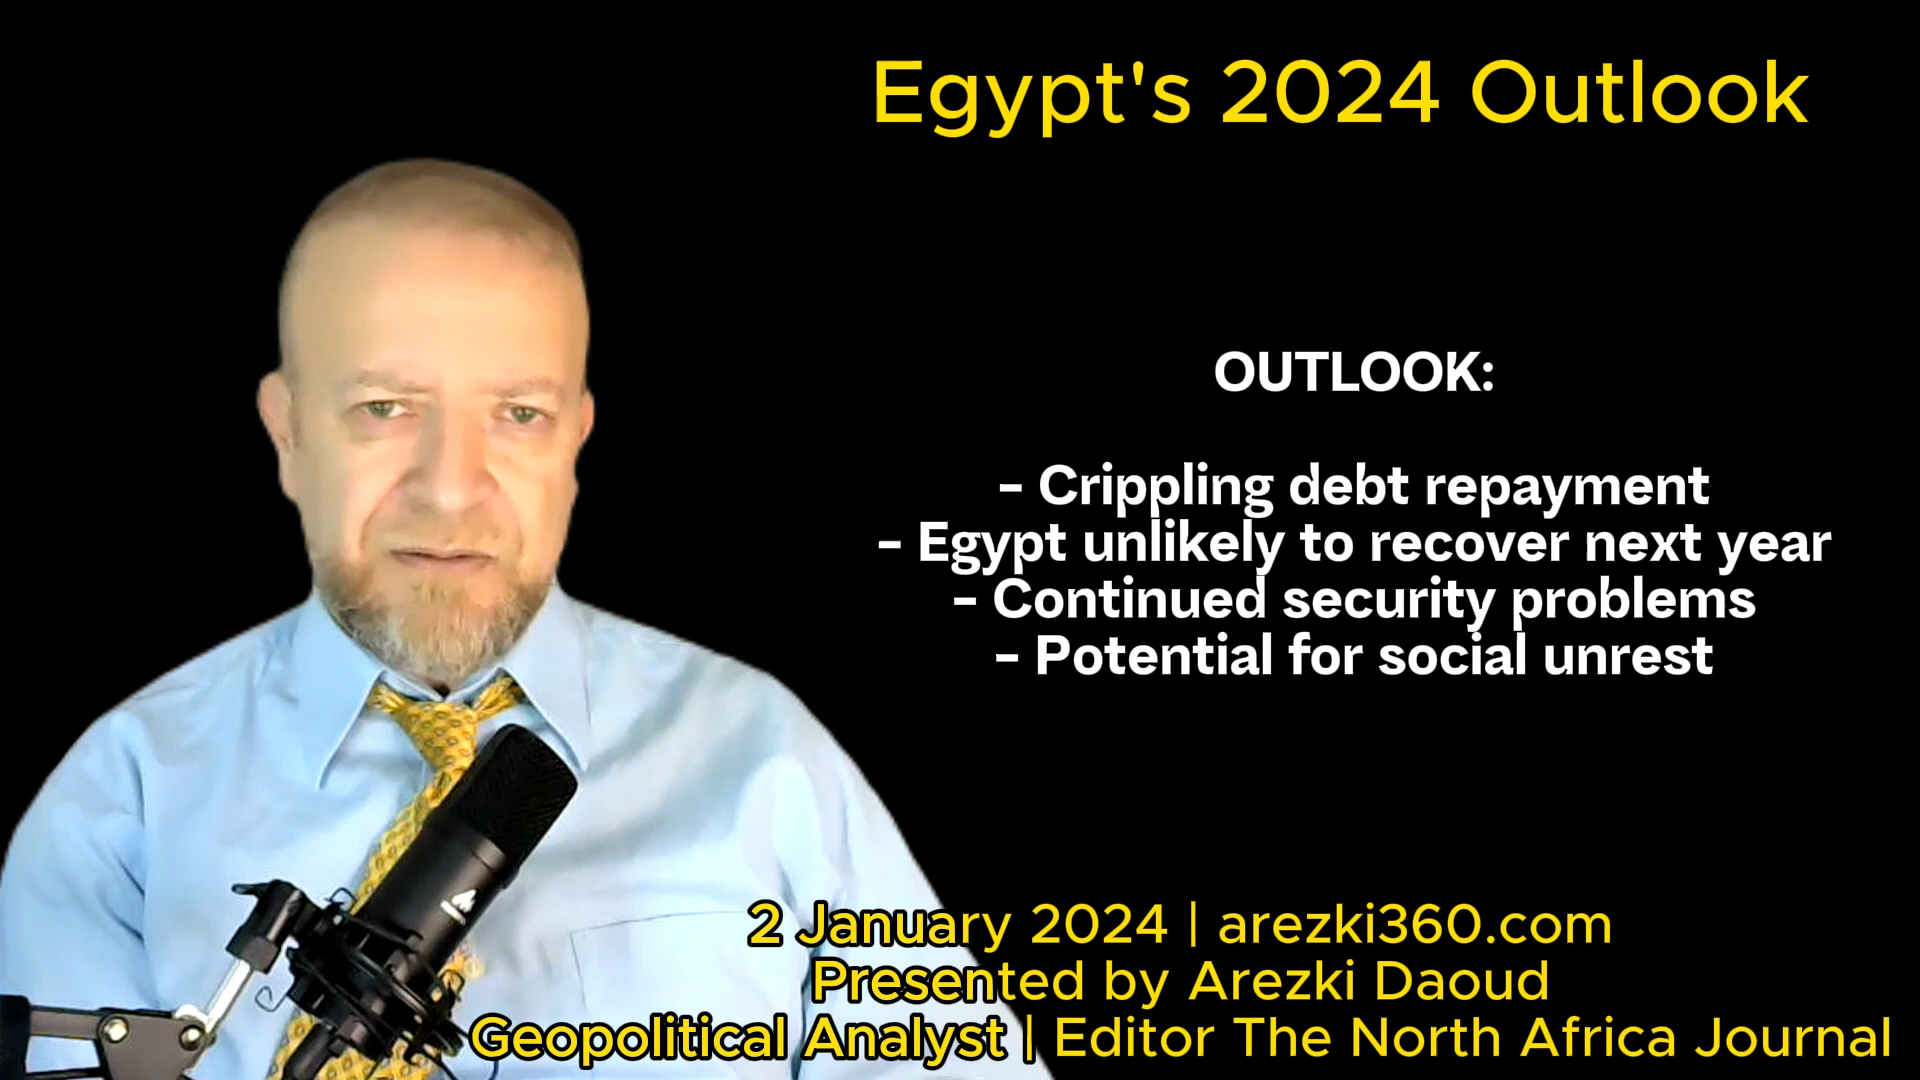 Egypt's 2024 Outlook
OUTLOOK:
- Crippling debt repayment
- Egypt unlikely to recover next year
- Continued security problems
- Potential for social unrest
2 January 2024 | arezki360.com
Presented by Arezki Daoud
Geopolitical Analyst | Editor The North Africa Journal